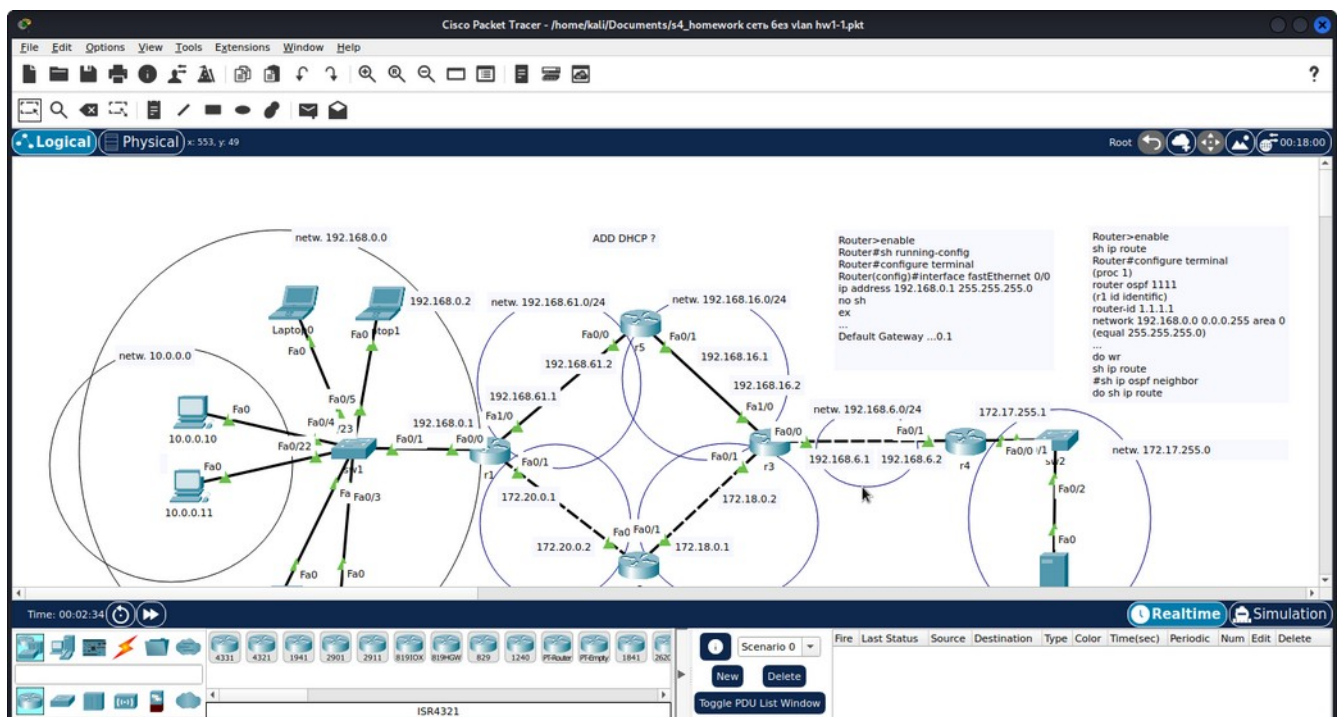 Cisco Packet Tracer - /home/kali/Documents/s4_homework сеть без vlan hw1-1.pkt
File Edit Options View Tools Extensions Window Help
?
Logical Physical x: 553, y: 49 Root 00:18:00
netw. 192.168.0.0
ADD DHCP ?
Router>enable
Router#sh running-config
Router#configure terminal
Router(config)#interface fastEthernet 0/0
ip address 192.168.0.1 255.255.255.0
no sh
ex
...
Default Gateway ...0.1
Router>enable
sh ip route
Router#configure terminal
(proc 1)
router ospf 1111
(r1 id identific)
router-id 1.1.1.1
network 192.168.0.0 0.0.0.255 area 0
(equal 255.255.255.0)
...
do wr
sh ip route
#sh ip ospf neighbor
do sh ip route
192.168.0.2
netw. 192.168.61.0/24
netw. 192.168.16.0/24
Laptop0
Fa0
ptop1
Fa0
Fa0/0
Fa0/1
r5
netw. 10.0.0.0
192.168.61.2
192.168.16.1
192.168.16.2
192.168.61.1
Fa0/5
Fa0
10.0.0.10
Fa0/4
/23
192.168.0.1
Fa1/0
Fa1/0
netw. 192.168.6.0/24
172.17.255.1
Fa0/22
sw1
Fa0/1
Fa0/0
r1
Fa0/0
Fa0/1
Fa0/1
r3
192.168.6.1
192.168.6.2
r4
Fa0/0
/1
netw. 172.17.255.0
Fa0
10.0.0.11
Fa0/3
Fa0/1
172.20.0.1
172.18.0.2
Fa0/2
172.20.0.2
Fa0
Fa0/1
172.18.0.1
Fa0
Fa0
Fa0
Time: 00:02:34
Realtime Simulation
4331 4321 1941 2901 2911 819IOX 819HGW 829 1240 PT-Router PT-Empty 1841
ISR4321
Scenario 0
New Delete
Toggle PDU List Window
Fire Last Status Source Destination Type Color Time(sec) Periodic Num Edit Delete